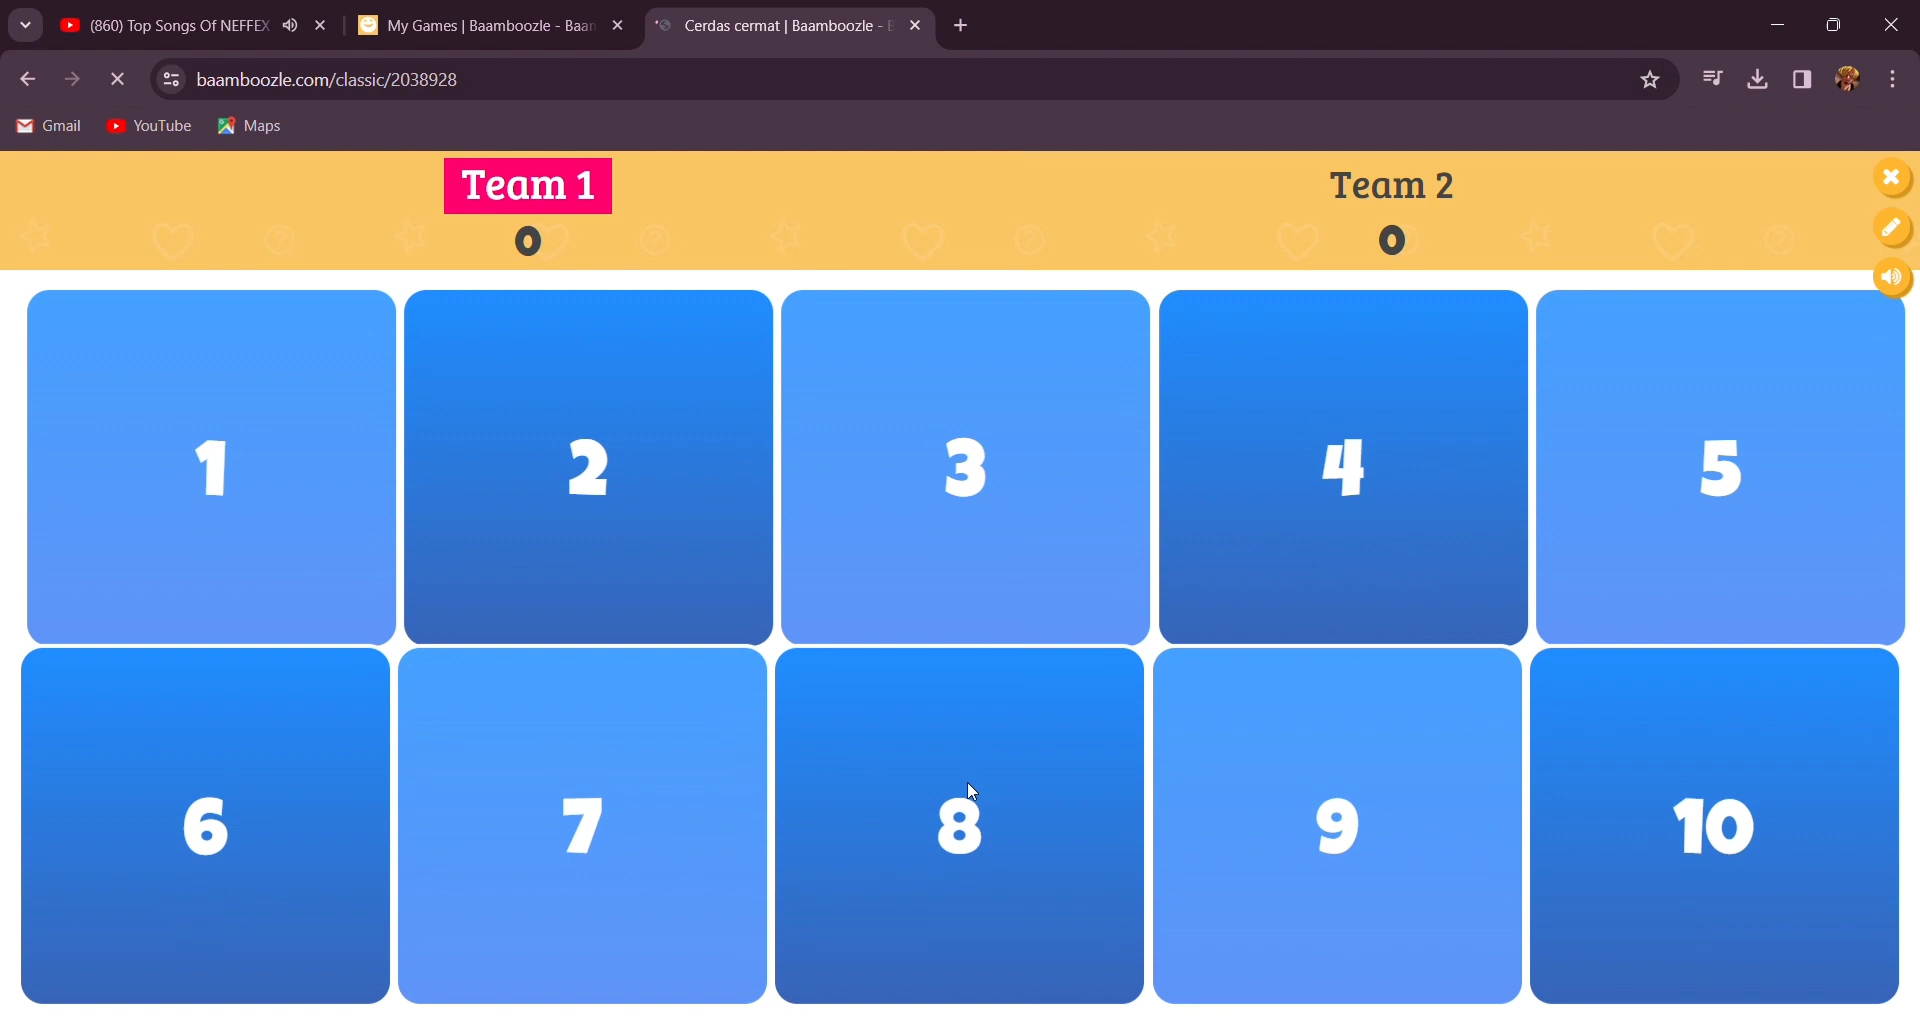 (860) Top Songs Of NEFFEX
My Games | Baamboozle - Baan
Cerdas cermat | Baamboozle - B
baamboozle.com/classic/2038928
Gmail
YouTube
Maps
Team 1
Team 2
0
0
1
2
3
4
5
6
7
8
9
10